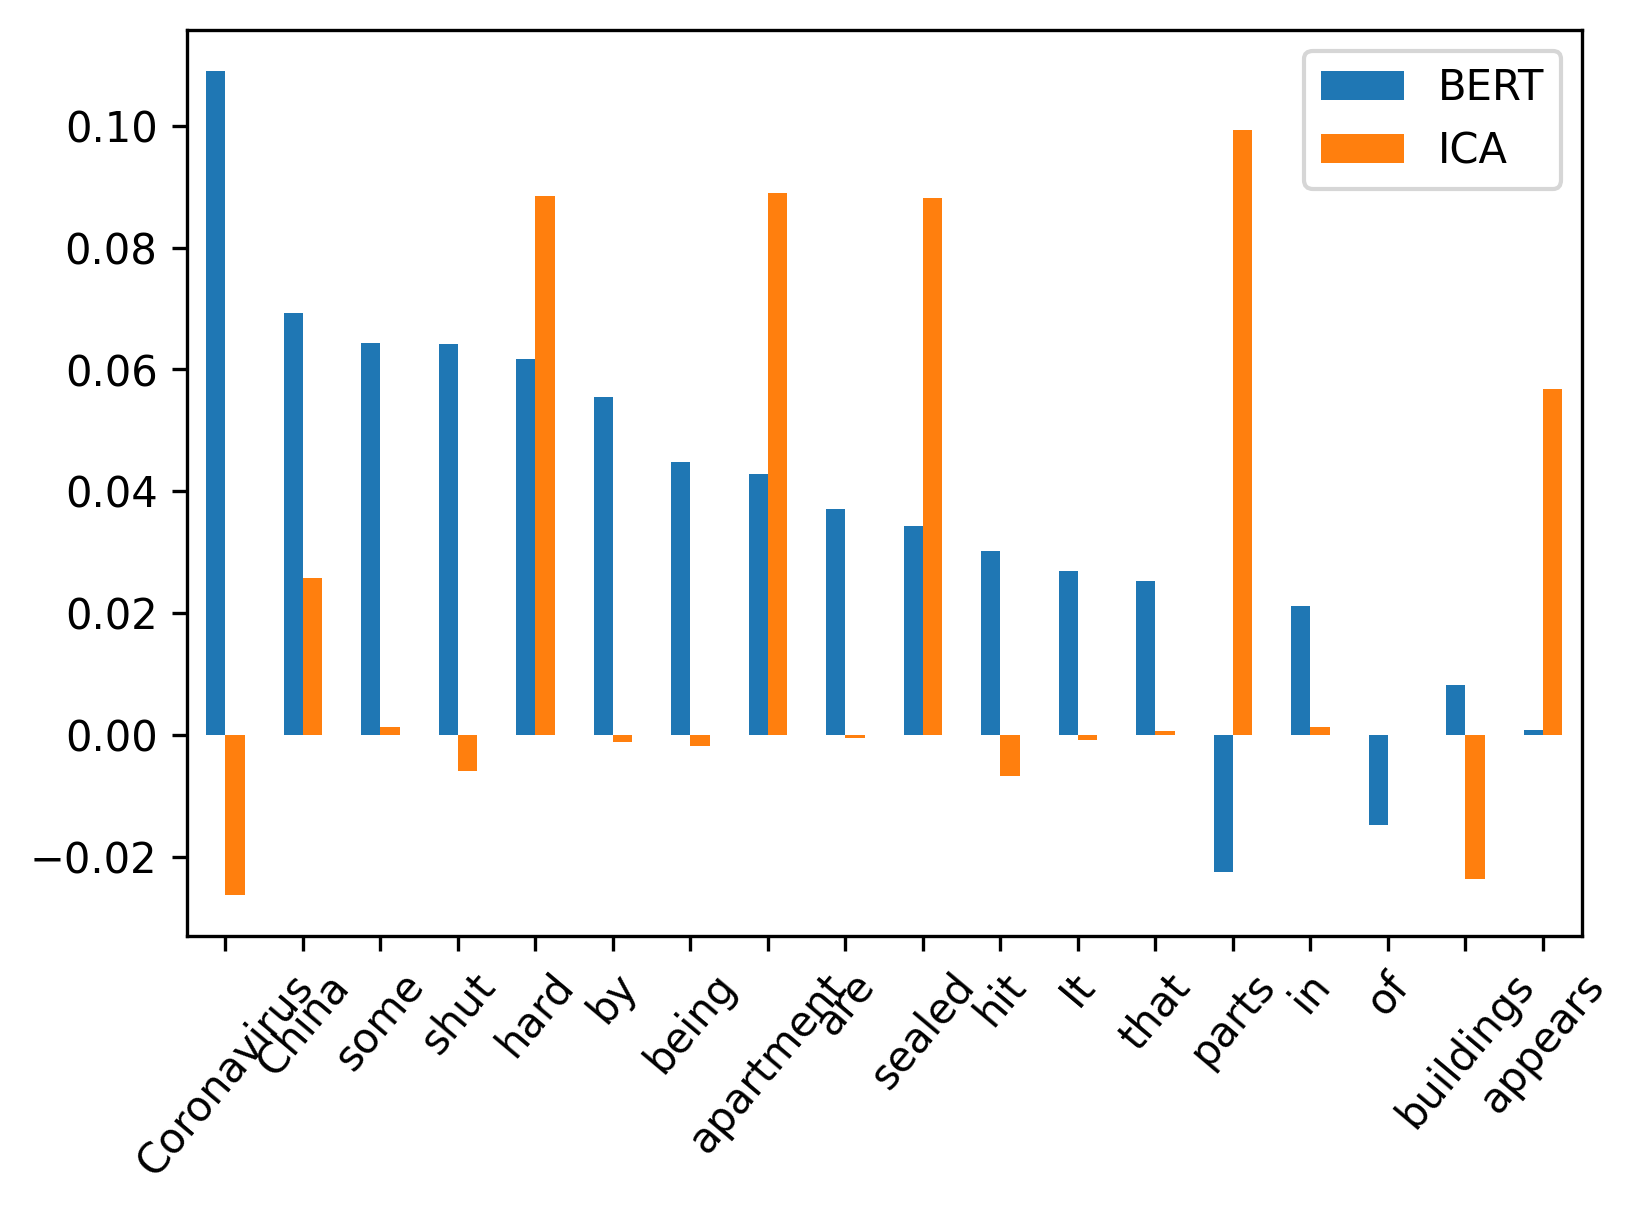 BERT
ICA
0.10
0.08
0.06
0.04
0.02
0.00
−0.02
Coronavirus
China
some
shut
hard
by
being
apartment
are
sealed
hit
It
that
parts
in
of
buildings
appears